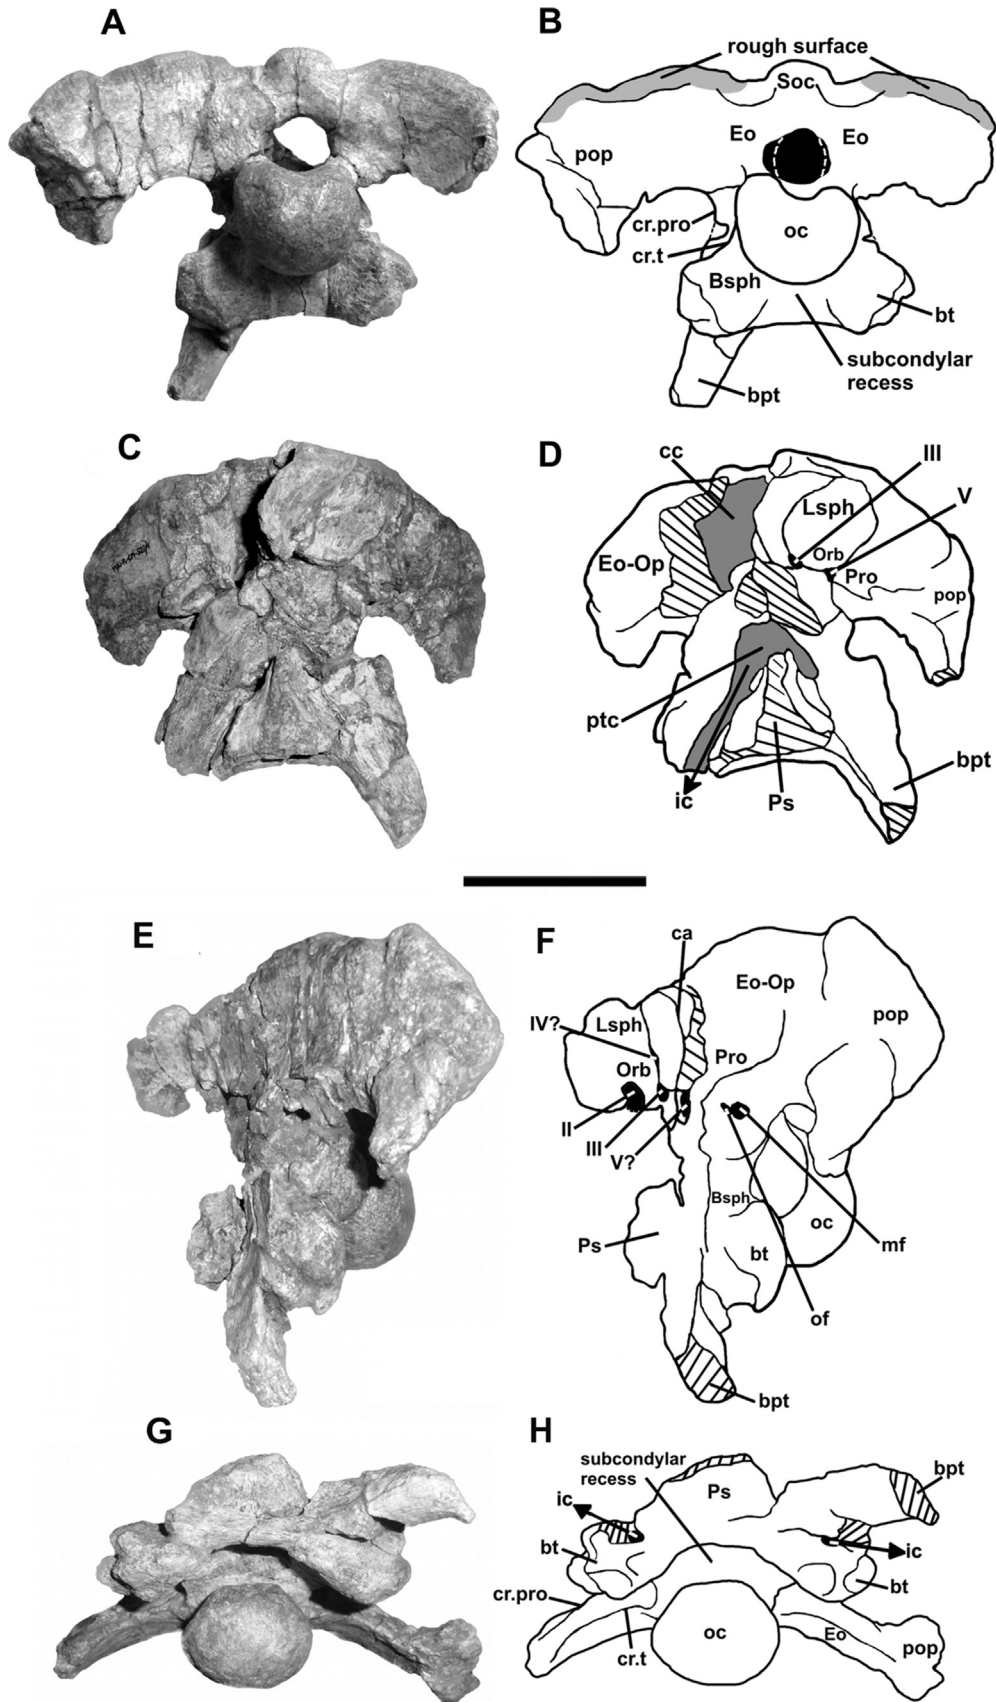 A
B
rough surface
Soc
Eo
Eo
pop
cr.pro
oc
cr.t
Bsph
bt
subcondylar
recess
bpt
C
D
cc
III
Lsph
V
Eo-Op
Orb
Pro
pop
ptc
bpt
ic
Ps
E
F
ca
Eo-Op
IV?
Lsph
pop
Pro
Orb
II
III
V?
Bsph
oc
Ps
bt
mf
of
bpt
G
H
subcondylar
recess
bpt
Ps
ic
bt
ic
bt
cr.pro
oc
Eo
pop
cr.t